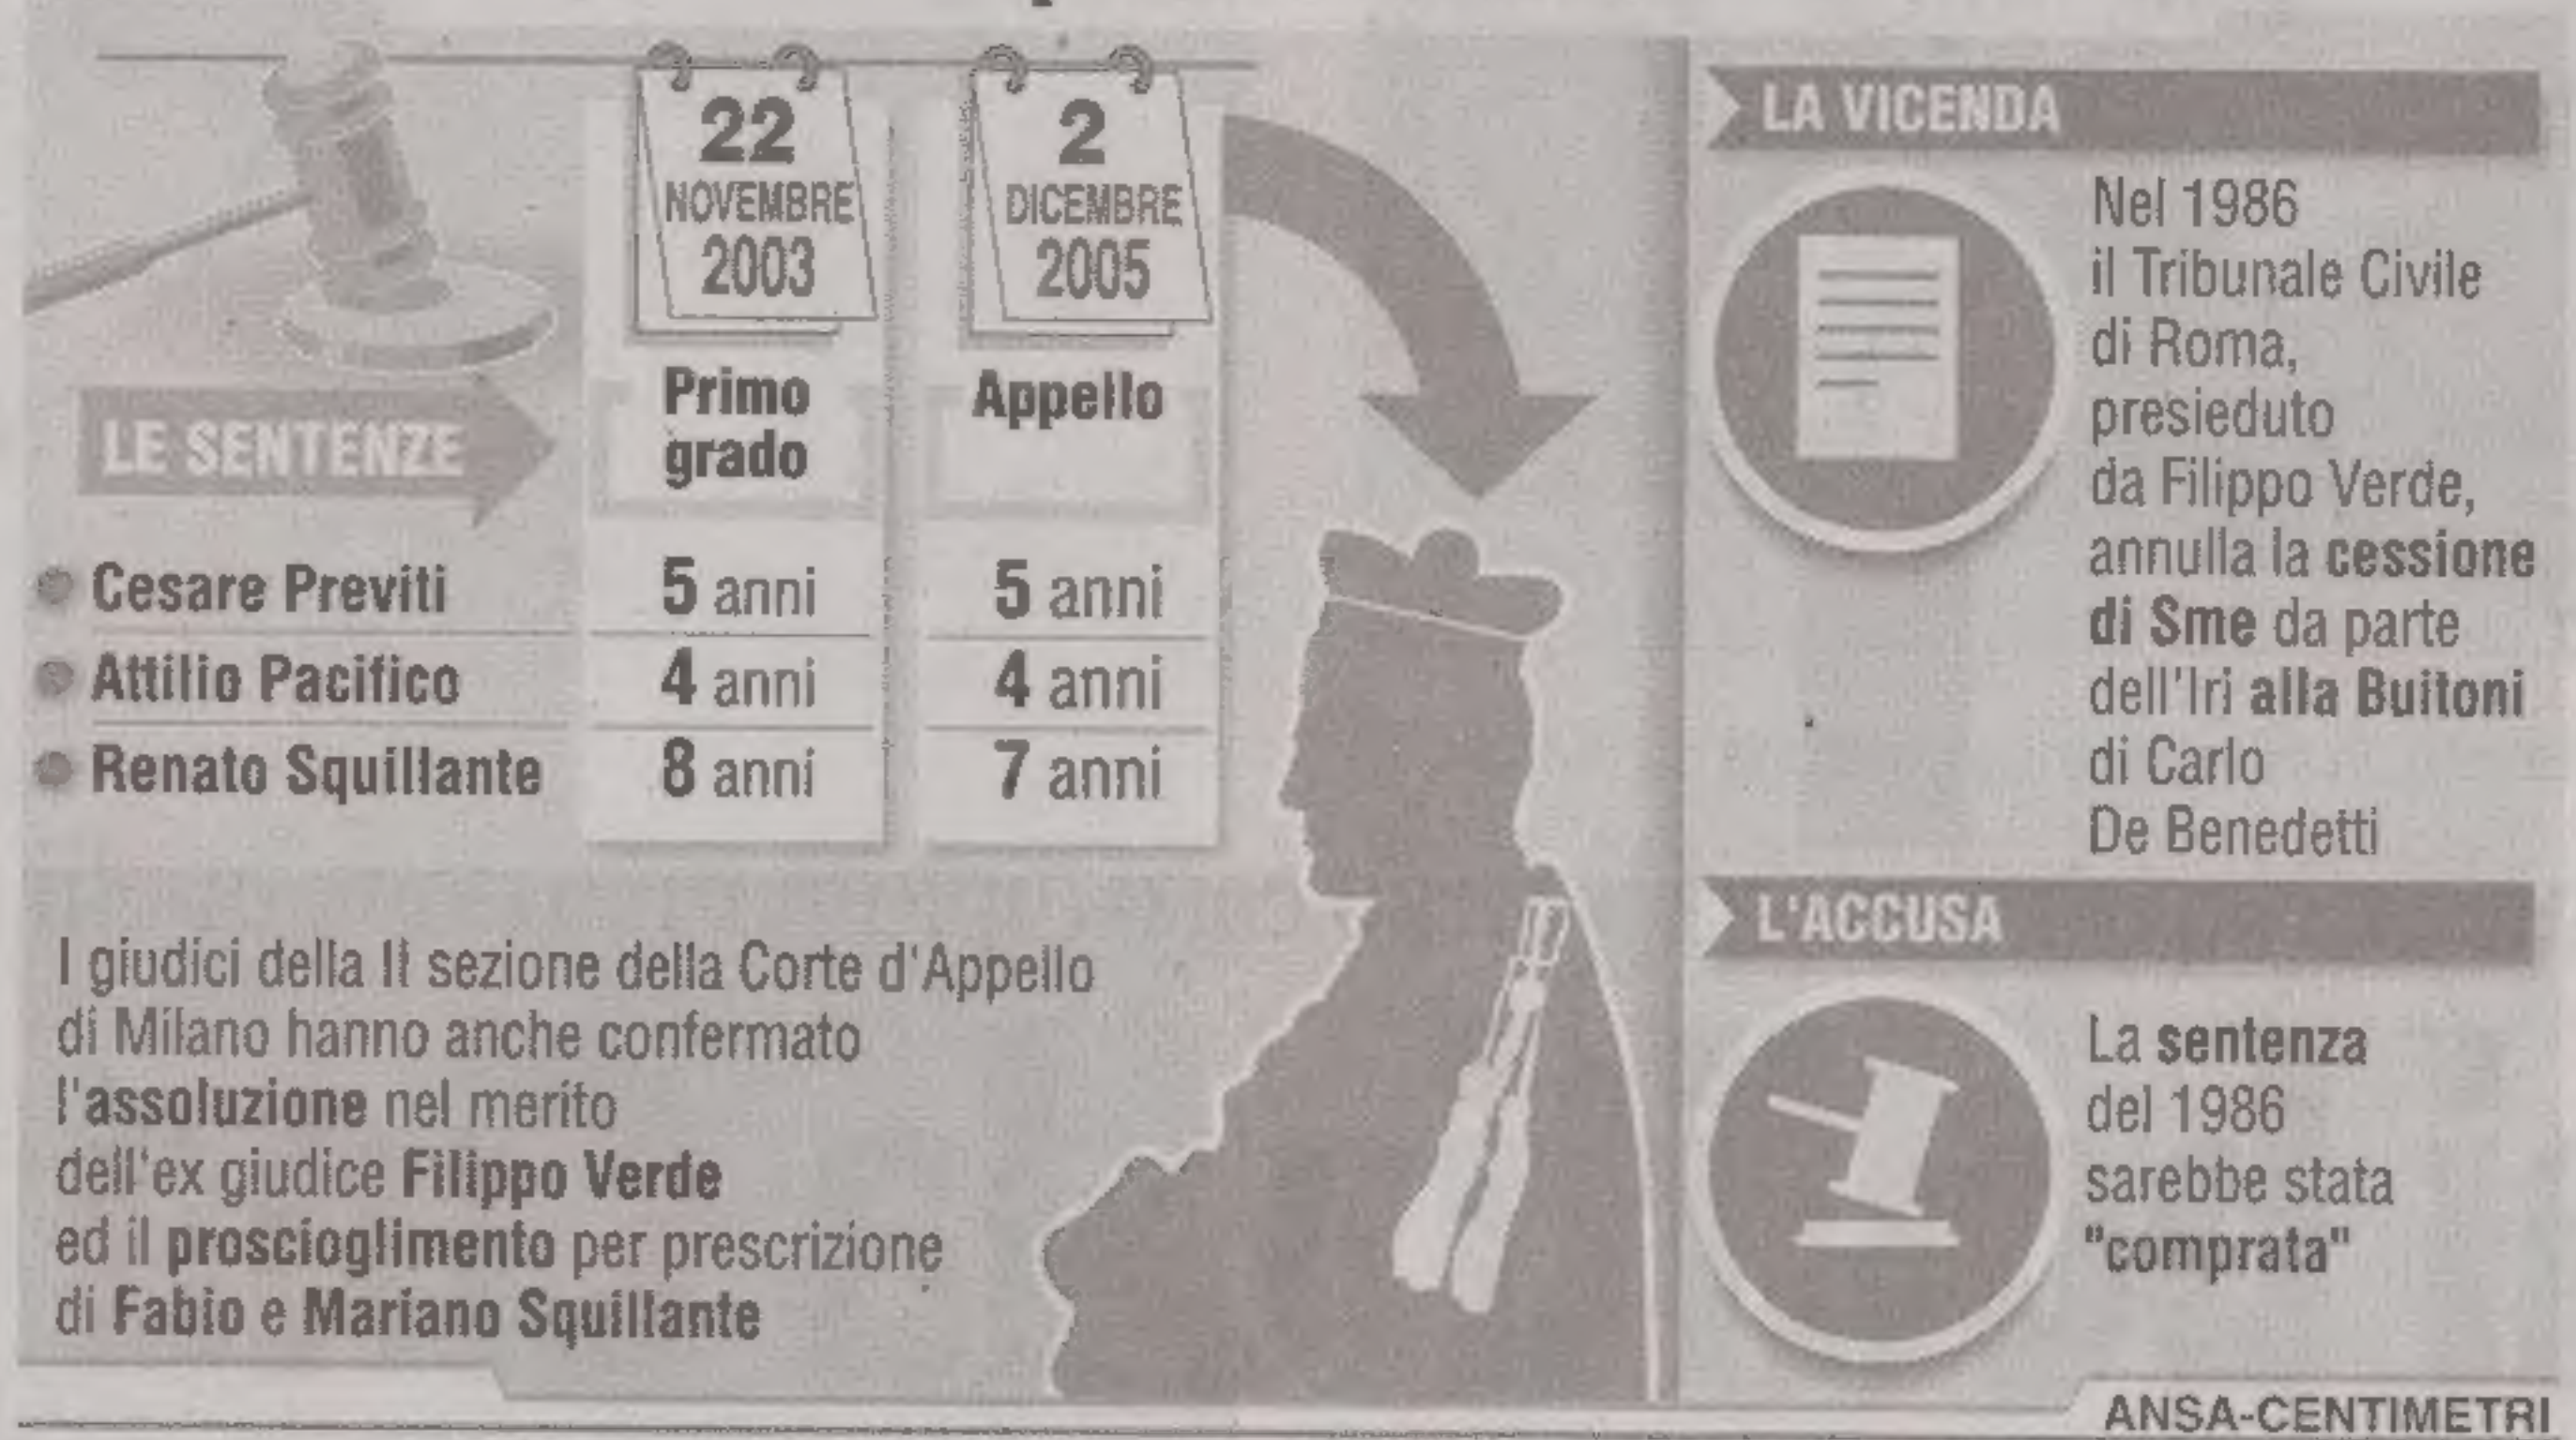 22
NOVEMBRE
2003
2
DICEMBRE
2005
LE SENTENZE
Primo
grado
Appello
Cesare Previti 5 anni 5 anni
Attilio Pacifico 4 anni 4 anni
Renato Squillante 8 anni 7 anni
I giudici della II sezione della Corte d'Appello
di Milano hanno anche confermato
l'assoluzione nel merito
dell'ex giudice Filippo Verde
ed il proscioglimento per prescrizione
di Fabio e Mariano Squillante
LA VICENDA
Nel 1986
il Tribunale Civile
di Roma,
presieduto
da Filippo Verde,
annulla la cessione
di Sme da parte
dell'Iri alla Buitoni
di Carlo
De Benedetti
L'ACCUSA
La sentenza
del 1986
sarebbe stata
"comprata"
ANSA-CENTIMETRI